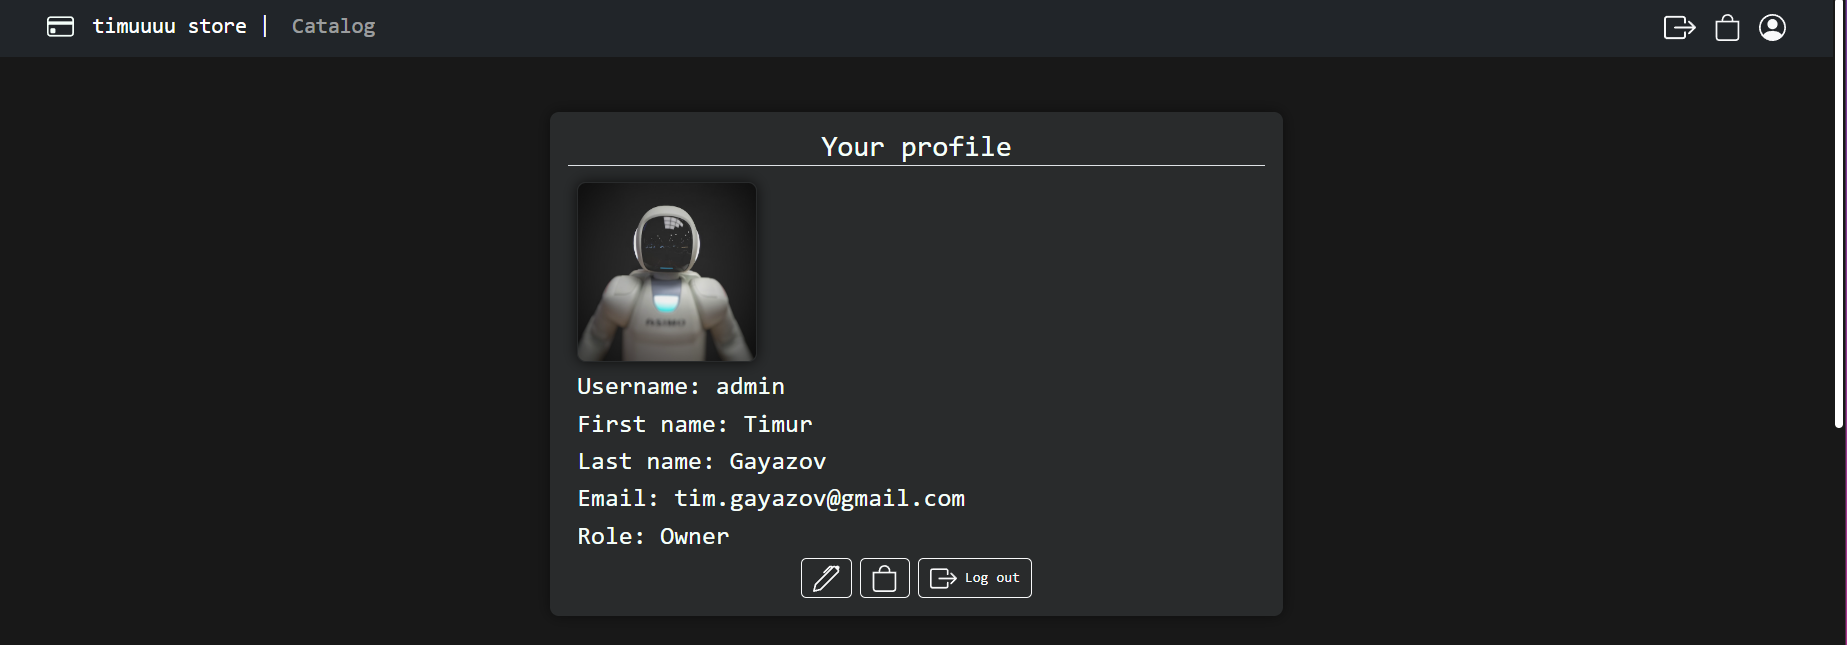 timuuuu store | Catalog
Your profile
ASIMO
Username: admin
First name: Timur
Last name: Gayazov
Email: tim.gayazov@gmail.com
Role: Owner
Log out